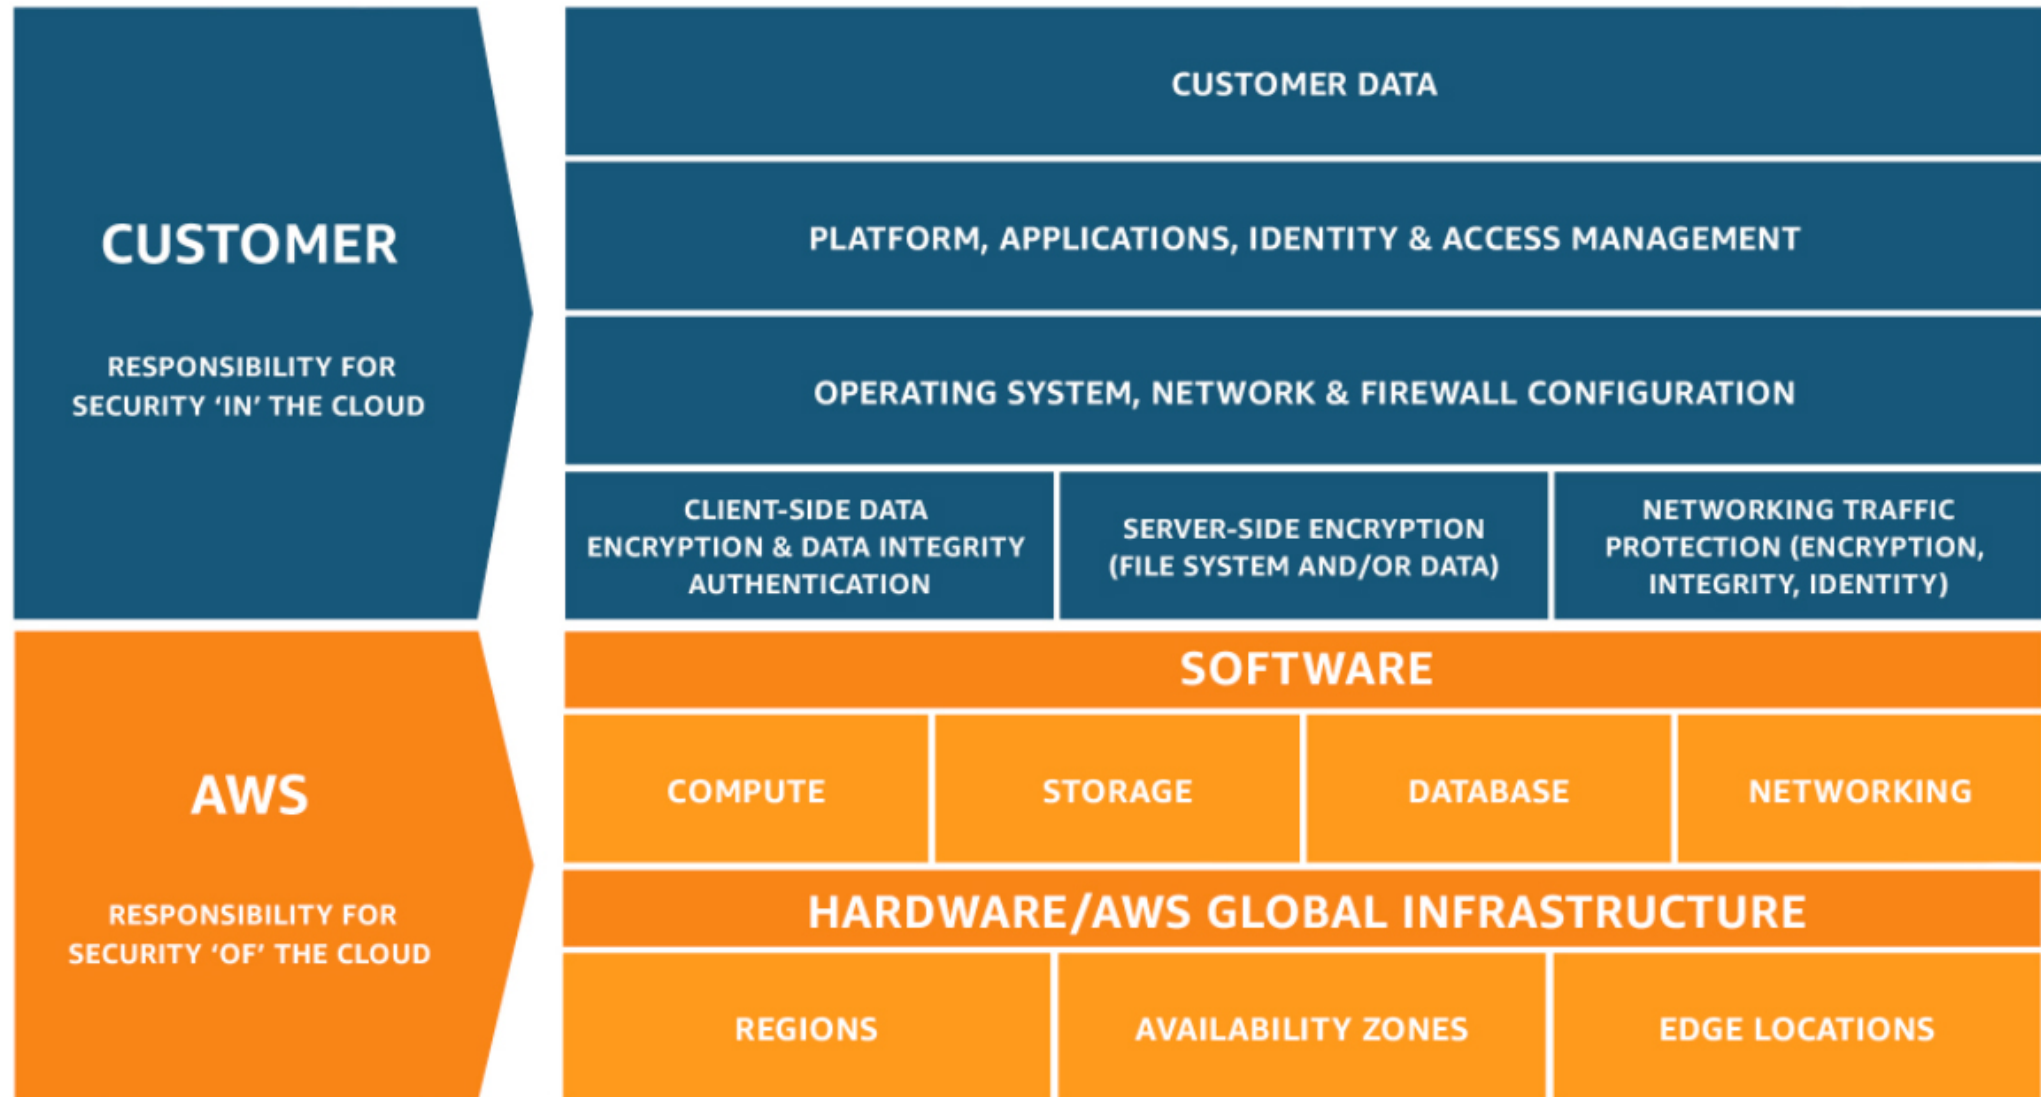 CUSTOMER
RESPONSIBILITY FOR
SECURITY ‘IN’ THE CLOUD
CUSTOMER DATA
PLATFORM, APPLICATIONS, IDENTITY & ACCESS MANAGEMENT
OPERATING SYSTEM, NETWORK & FIREWALL CONFIGURATION
CLIENT-SIDE DATA
ENCRYPTION & DATA INTEGRITY
AUTHENTICATION
SERVER-SIDE ENCRYPTION
(FILE SYSTEM AND/OR DATA)
NETWORKING TRAFFIC
PROTECTION (ENCRYPTION,
INTEGRITY, IDENTITY)
AWS
RESPONSIBILITY FOR
SECURITY ‘OF’ THE CLOUD
SOFTWARE
COMPUTE
STORAGE
DATABASE
NETWORKING
HARDWARE/AWS GLOBAL INFRASTRUCTURE
REGIONS
AVAILABILITY ZONES
EDGE LOCATIONS